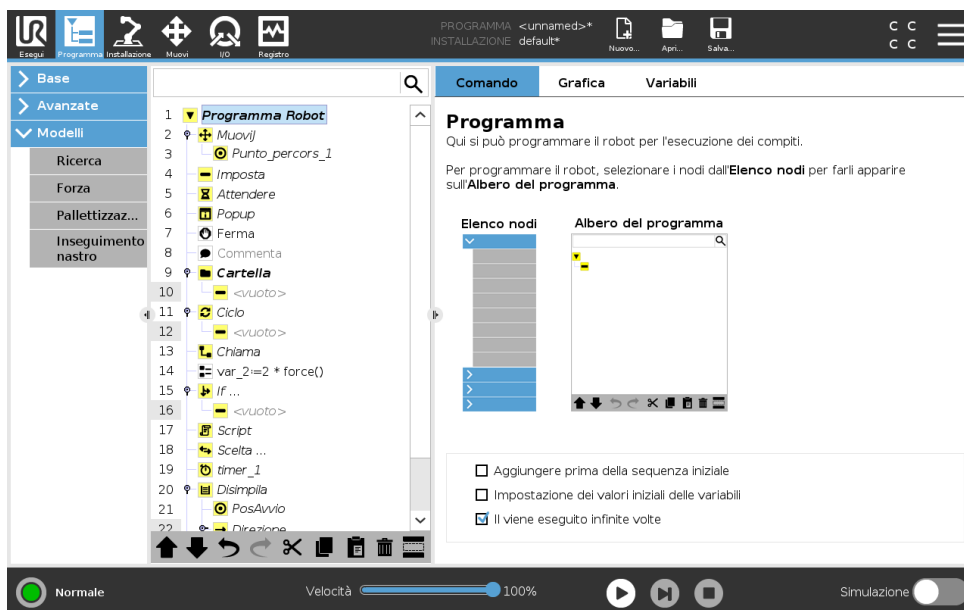 UR
PROGRAMMA <unnamed>*
INSTALLAZIONE default*
C C
C C
Esegui Programma Installazione Muovi I/O Registro Nuovo... Apri... Salva...
Base
Avanzate
Modelli
Ricerca
Forza
Pallettizzaz...
Inseguimento
nastro
1 Programma Robot
2 MuoviJ
3 Punto_percors_1
4 Imposta
5 Attendere
6 Popup
7 Ferma
8 Commenta
9 Cartella
10 <vuoto>
11 Ciclo
12 <vuoto>
13 Chiama
14 var_2:=2 * force()
15 If ...
16 <vuoto>
17 Script
18 Scelta ...
19 timer_1
20 Disimpila
21 PosAvvio
22 Direzione
Comando Grafica Variabili
Programma
Qui si può programmare il robot per l'esecuzione dei compiti.
Per programmare il robot, selezionare i nodi dall'Elenco nodi per farli apparire
sull'Albero del programma.
Elenco nodi Albero del programma
Aggiungere prima della sequenza iniziale
Impostazione dei valori iniziali delle variabili
Il viene eseguito infinite volte
Normale Velocità 100% Simulazione